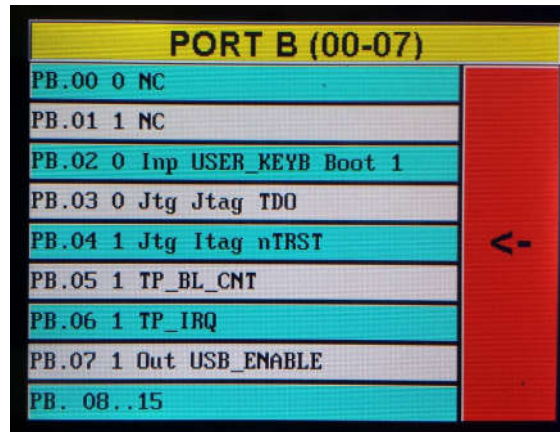 PORT B (00-07)
PB.00 0 NC
PB.01 1 NC
PB.02 0 Inp USER_KEYB Boot 1
PB.03 0 Jtg Jtag TDO
PB.04 1 Jtg Itag nTRST
<-
PB.05 1 TP_BL_CNT
PB.06 1 TP_IRQ
PB.07 1 Out USB_ENABLE
PB. 08..15